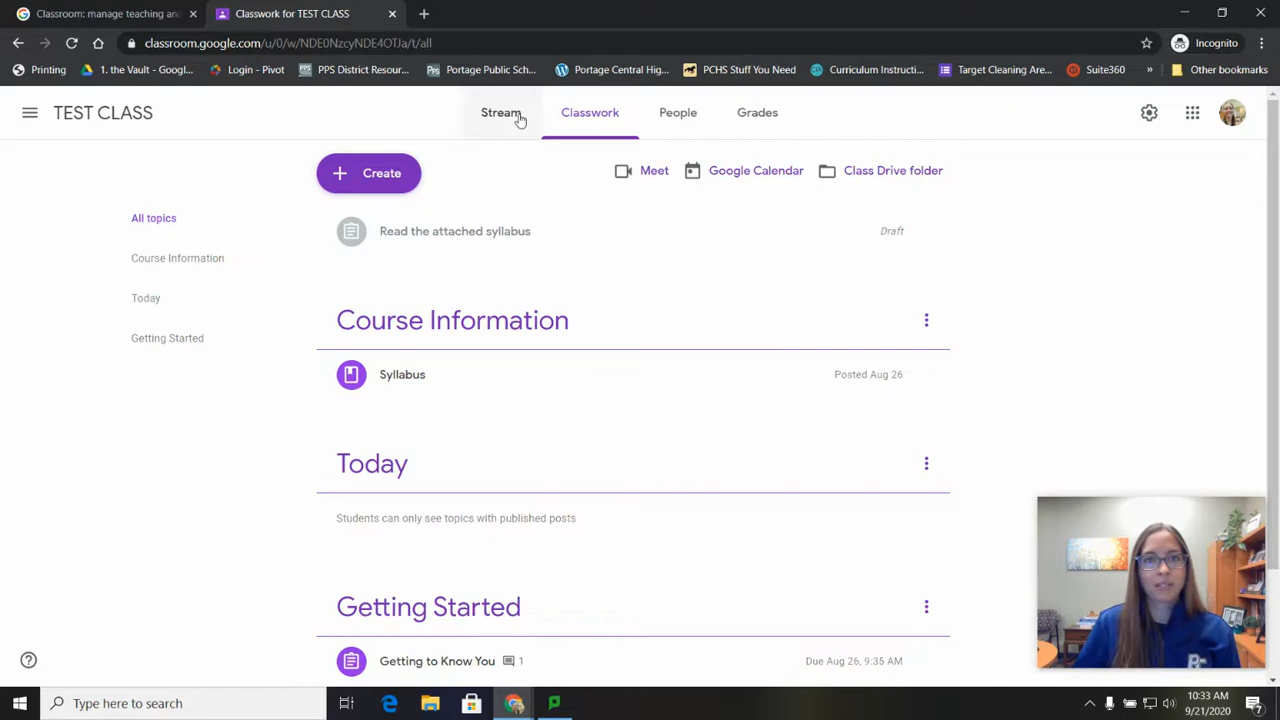 Classroom: manage teaching and
Classwork for TEST CLASS
classroom.google.com/u/0/w/NDE0NzcyNDE4OTJa/t/all
Incognito
Printing
1. the Vault - Googl...
Login - Pivot
PPS District Resour...
Portage Public Sch...
Portage Central Hig...
PCHS Stuff You Need
Curriculum Instructi...
Target Cleaning Are...
Suite360
»
Other bookmarks
TEST CLASS
Stream
Classwork
People
Grades
Create
Meet
Google Calendar
Class Drive folder
All topics
Course Information
Today
Getting Started
Read the attached syllabus
Draft
Course Information
Syllabus
Posted Aug 26
Today
Students can only see topics with published posts
Getting Started
Getting to Know You
1
Due Aug 26, 9:35 AM
Type here to search
10:33 AM
9/21/2020
7